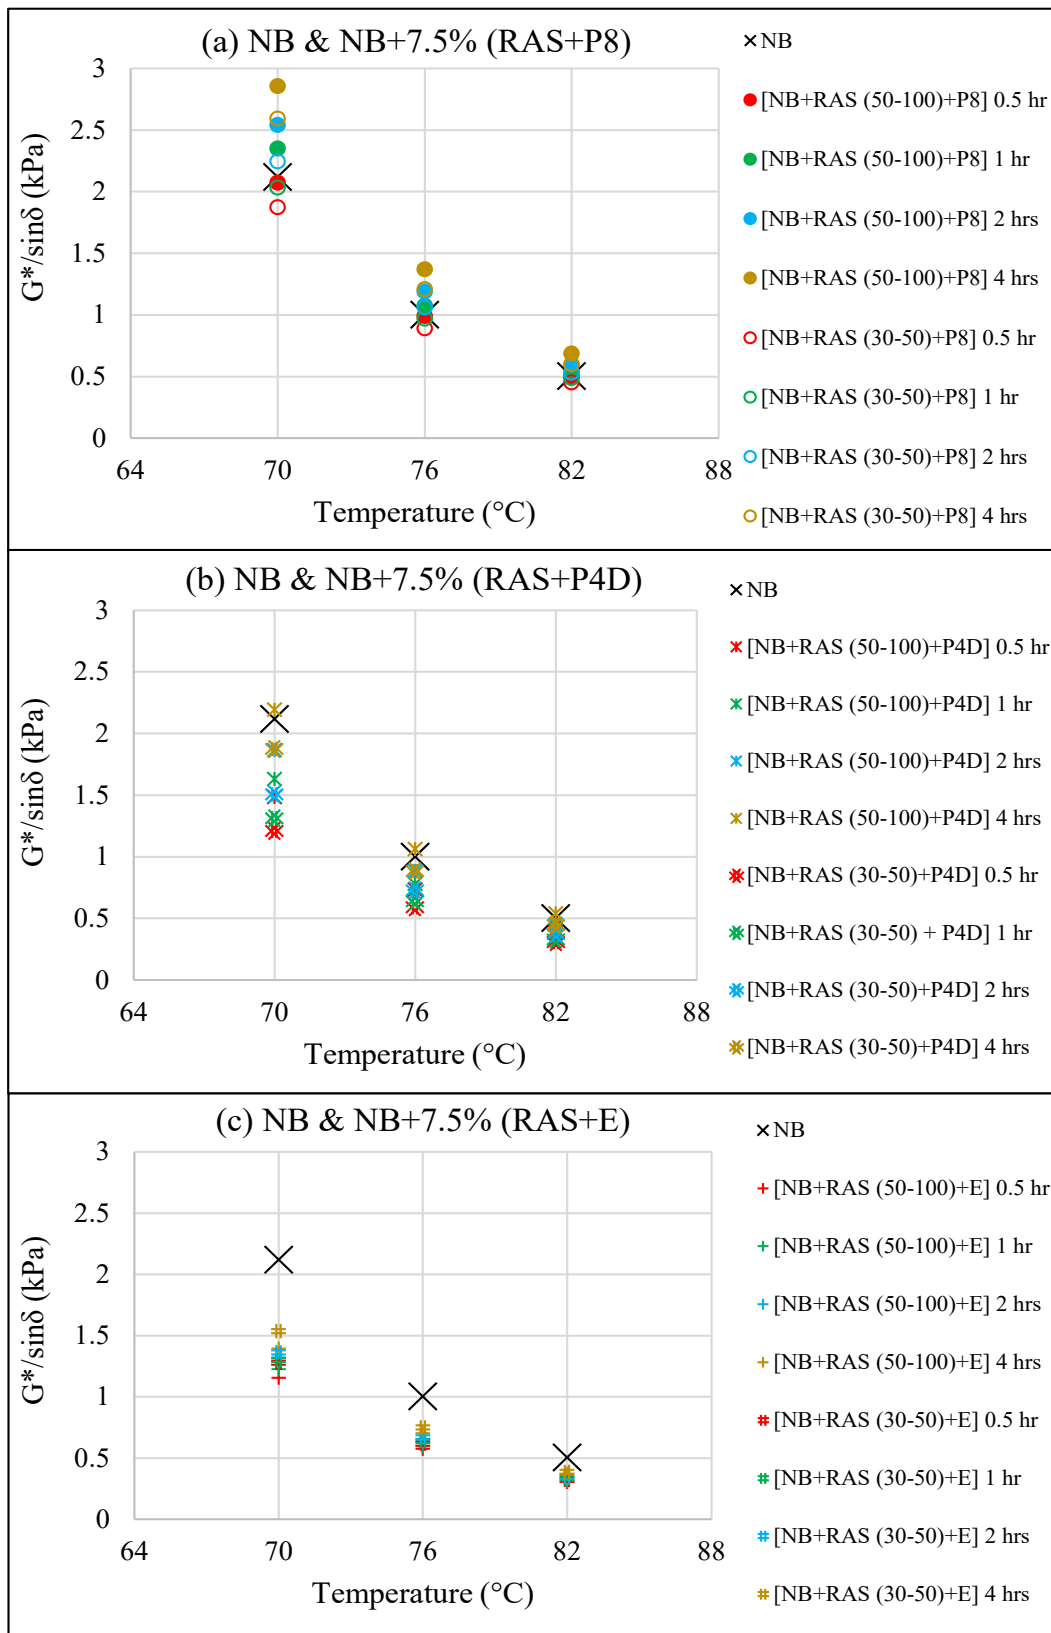 (a) NB & NB+7.5% (RAS+P8)
G*/sinδ (kPa)
3
2.5
2
1.5
1
0.5
0
64 70 76 82 88
Temperature (°C)
NB
[NB+RAS (50-100)+P8] 0.5 hr
[NB+RAS (50-100)+P8] 1 hr
[NB+RAS (50-100)+P8] 2 hrs
[NB+RAS (50-100)+P8] 4 hrs
[NB+RAS (30-50)+P8] 0.5 hr
[NB+RAS (30-50)+P8] 1 hr
[NB+RAS (30-50)+P8] 2 hrs
[NB+RAS (30-50)+P8] 4 hrs
(b) NB & NB+7.5% (RAS+P4D)
G*/sinδ (kPa)
3
2.5
2
1.5
1
0.5
0
64 70 76 82 88
Temperature (°C)
NB
[NB+RAS (50-100)+P4D] 0.5 hr
[NB+RAS (50-100)+P4D] 1 hr
[NB+RAS (50-100)+P4D] 2 hrs
[NB+RAS (50-100)+P4D] 4 hrs
[NB+RAS (30-50)+P4D] 0.5 hr
[NB+RAS (30-50) + P4D] 1 hr
[NB+RAS (30-50)+P4D] 2 hrs
[NB+RAS (30-50)+P4D] 4 hrs
(c) NB & NB+7.5% (RAS+E)
G*/sinδ (kPa)
3
2.5
2
1.5
1
0.5
0
64 70 76 82 88
Temperature (°C)
NB
[NB+RAS (50-100)+E] 0.5 hr
[NB+RAS (50-100)+E] 1 hr
[NB+RAS (50-100)+E] 2 hrs
[NB+RAS (50-100)+E] 4 hrs
[NB+RAS (30-50)+E] 0.5 hr
[NB+RAS (30-50)+E] 1 hr
[NB+RAS (30-50)+E] 2 hrs
[NB+RAS (30-50)+E] 4 hrs